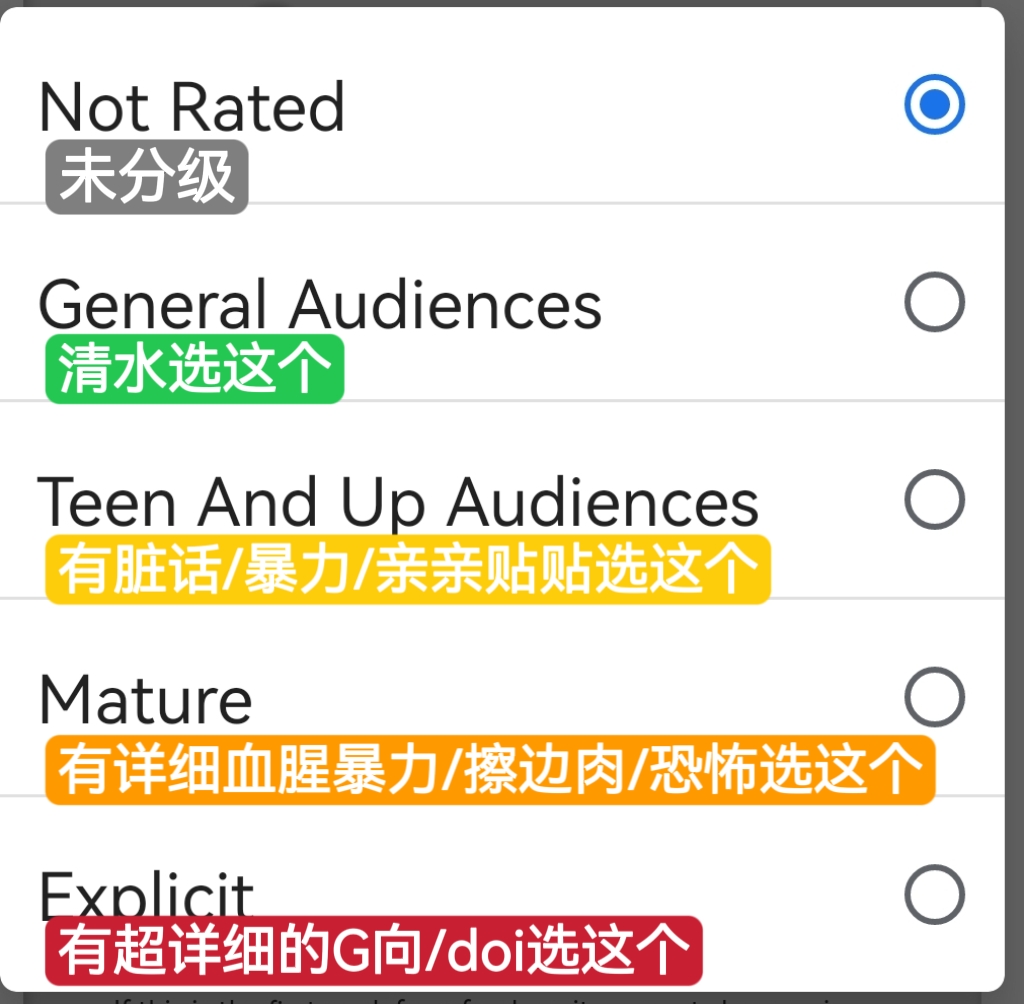 Not Rated
未分级
General Audiences
清水选这个
Teen And Up Audiences
有脏话/暴力/亲亲贴贴选这个
Mature
有详细血腥暴力/擦边肉/恐怖选这个
Explicit
有超详细的G向/doi选这个